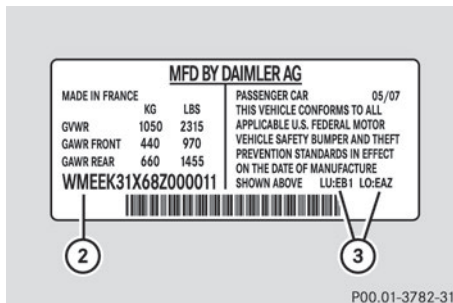 MFD BY DAIMLER AG
MADE IN FRANCE
KG LBS
GVWR 1050 2315
GAWR FRONT 440 970
GAWR REAR 660 1455
WMEEK31X68Z000011
PASSENGER CAR 05/07
THIS VEHICLE CONFORMS TO ALL
APPLICABLE U.S. FEDERAL MOTOR
VEHICLE SAFETY BUMPER AND THEFT
PREVENTION STANDARDS IN EFFECT
ON THE DATE OF MANUFACTURE
SHOWN ABOVE LU:EB1 LO:EAZ
2
3
P00.01-3782-31